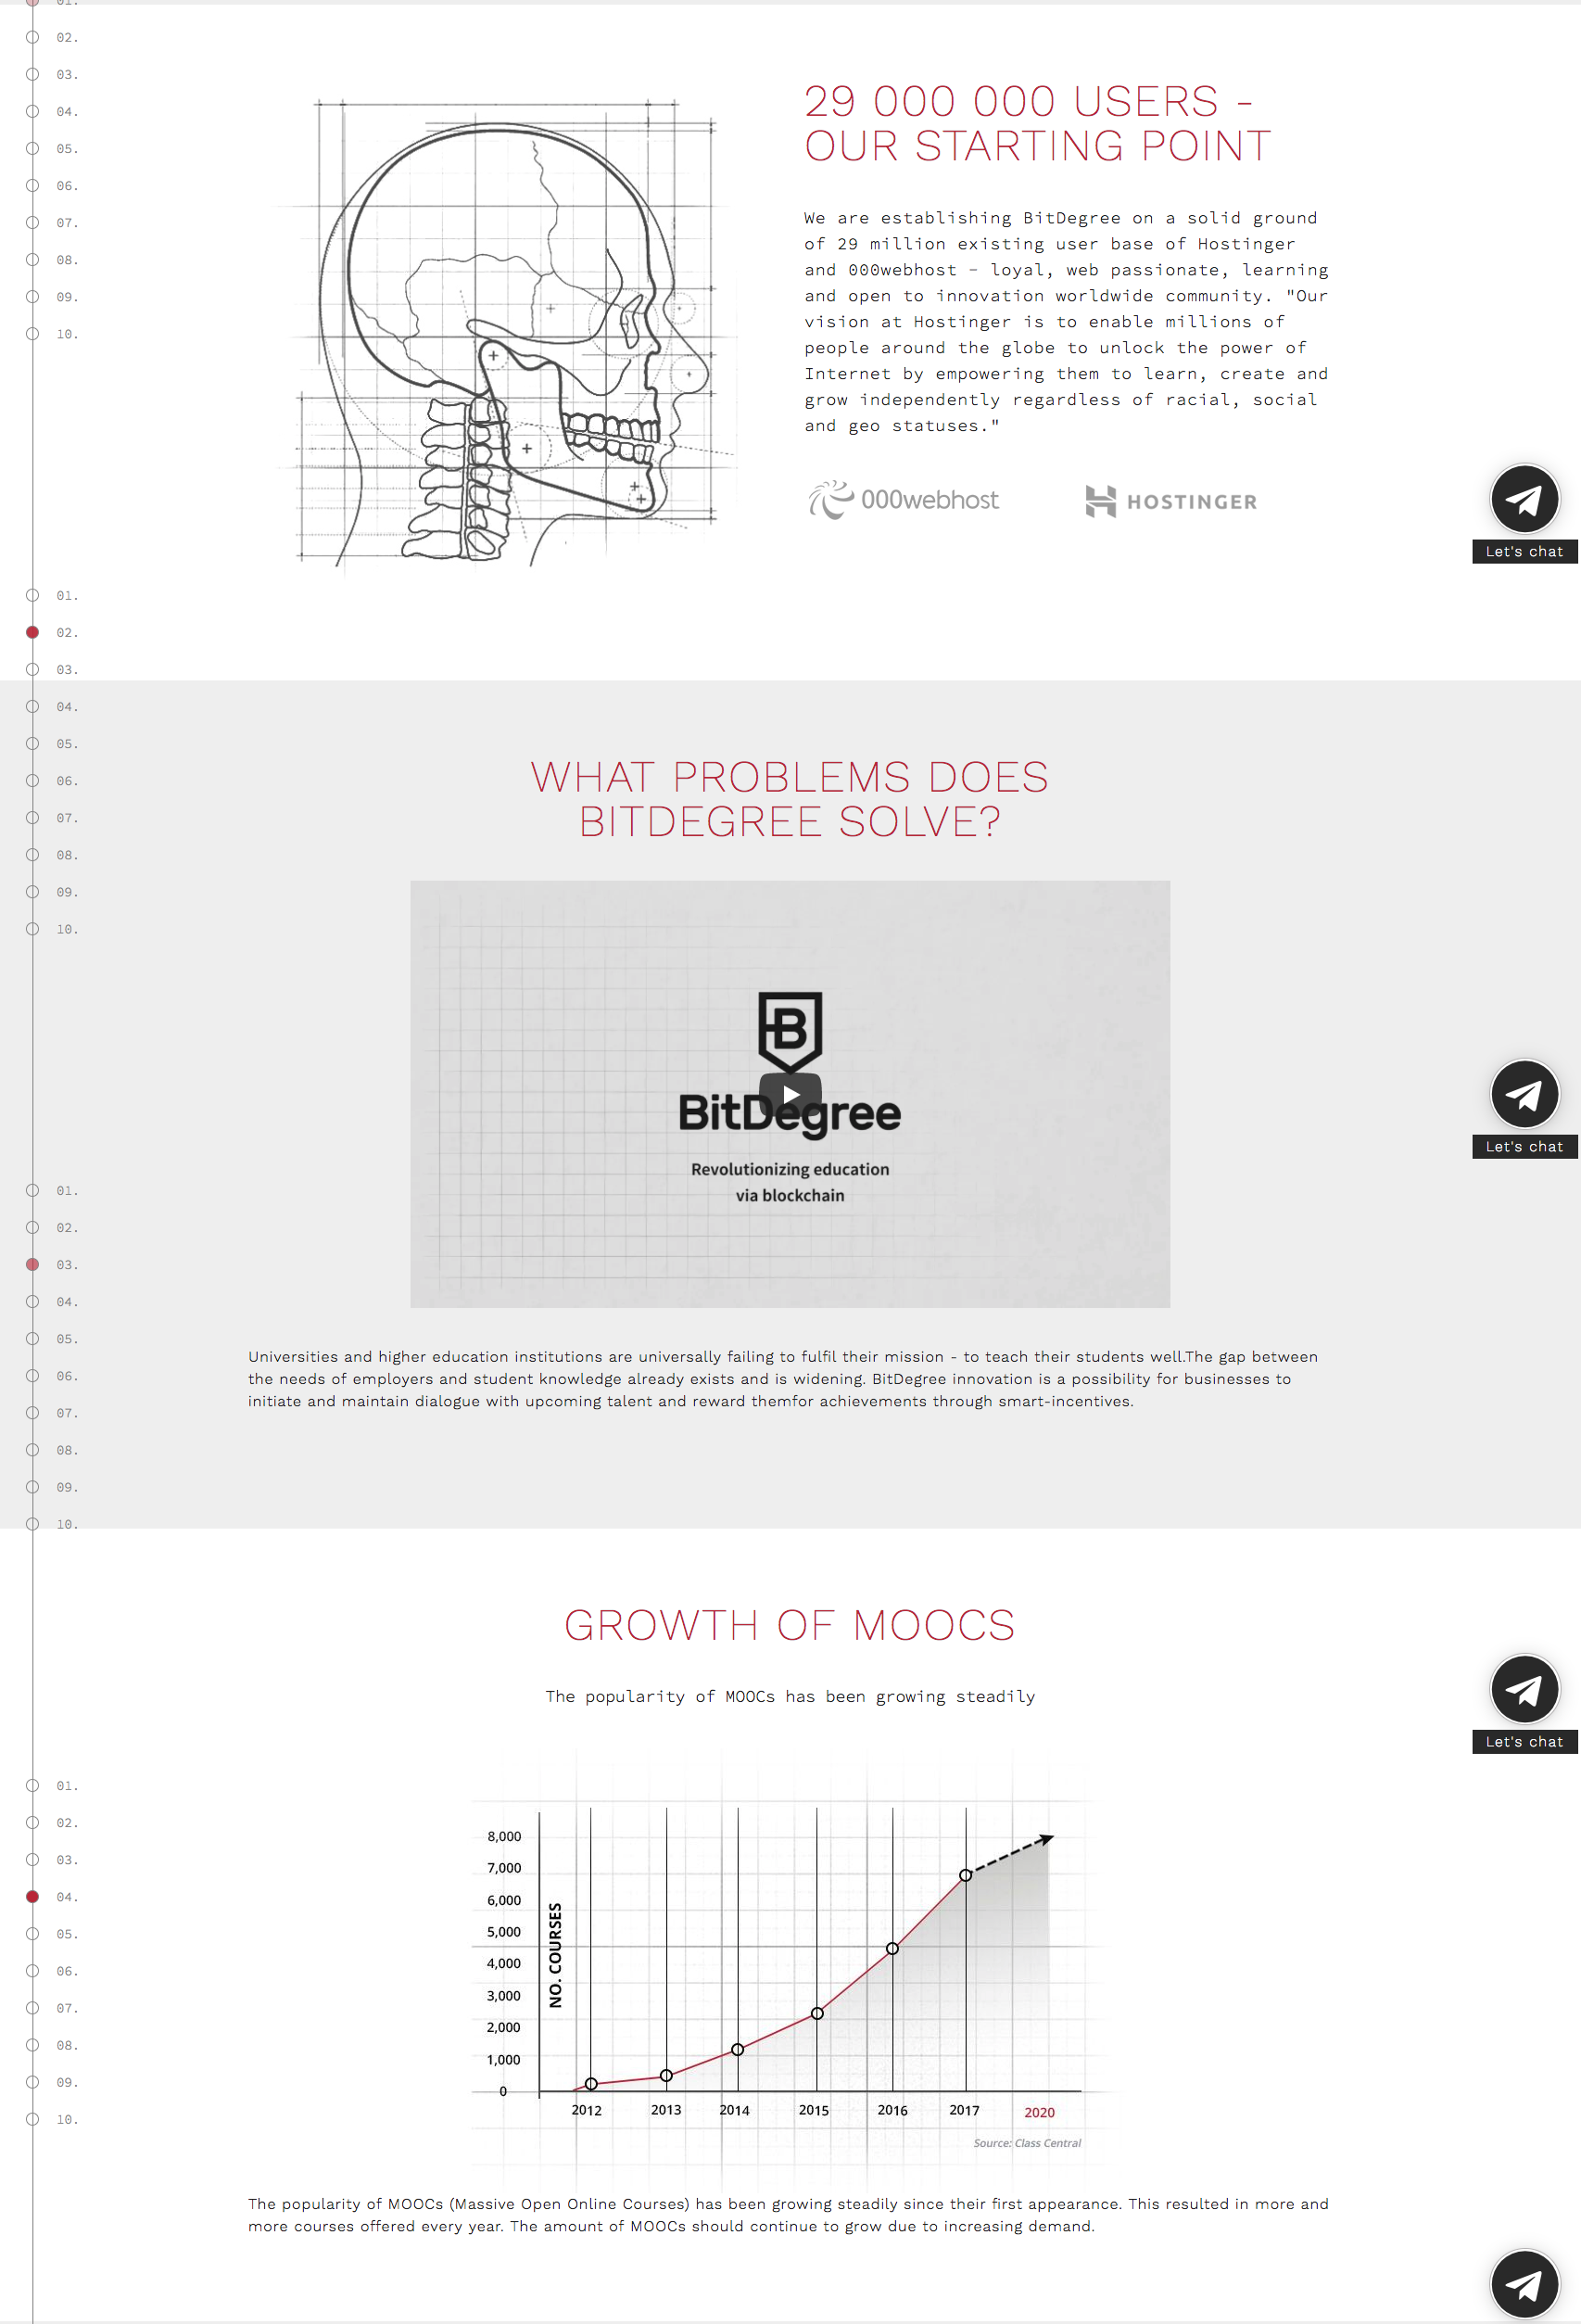 01.
02.
03.
04.
05.
06.
07.
08.
09.
10.
29 000 000 USERS -
OUR STARTING POINT
We are establishing BitDegree on a solid ground
of 29 million existing user base of Hostinger
and 000webhost – loyal, web passionate, learning
and open to innovation worldwide community. "Our
vision at Hostinger is to enable millions of
people around the globe to unlock the power of
Internet by empowering them to learn, create and
grow independently regardless of racial, social
and geo statuses."
000webhost
HOSTINGER
Let's chat
01.
02.
03.
04.
05.
06.
07.
08.
09.
10.
WHAT PROBLEMS DOES
BITDEGREE SOLVE?
B
BitDegree
Revolutionizing education
via blockchain
Let's chat
01.
02.
03.
04.
05.
06.
07.
08.
09.
10.
Universities and higher education institutions are universally failing to fulfil their mission - to teach their students well.The gap between
the needs of employers and student knowledge already exists and is widening. BitDegree innovation is a possibility for businesses to
initiate and maintain dialogue with upcoming talent and reward themfor achievements through smart-incentives.
GROWTH OF MOOCS
The popularity of MOOCs has been growing steadily
Let's chat
01.
02.
03.
04.
05.
06.
07.
08.
09.
10.
8,000
7,000
6,000
5,000
4,000
3,000
2,000
1,000
0
NO. COURSES
2012 2013 2014 2015 2016 2017 2020
Source: Class Central
The popularity of MOOCs (Massive Open Online Courses) has been growing steadily since their first appearance. This resulted in more and
more courses offered every year. The amount of MOOCs should continue to grow due to increasing demand.